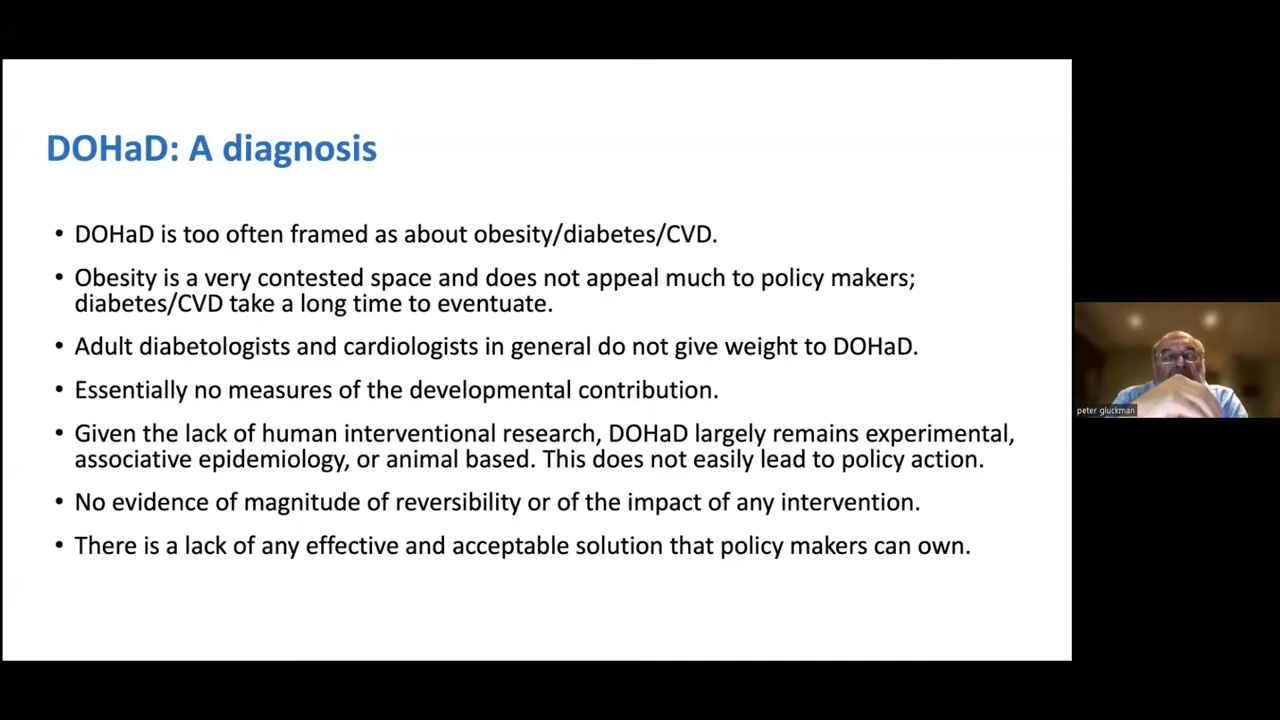 DOHaD: A diagnosis
• DOHaD is too often framed as about obesity/diabetes/CVD.
• Obesity is a very contested space and does not appeal much to policy makers;
diabetes/CVD take a long time to eventuate.
• Adult diabetologists and cardiologists in general do not give weight to DOHaD.
• Essentially no measures of the developmental contribution.
• Given the lack of human interventional research, DOHaD largely remains experimental,
associative epidemiology, or animal based. This does not easily lead to policy action.
• No evidence of magnitude of reversibility or of the impact of any intervention.
• There is a lack of any effective and acceptable solution that policy makers can own.
peter gluckman